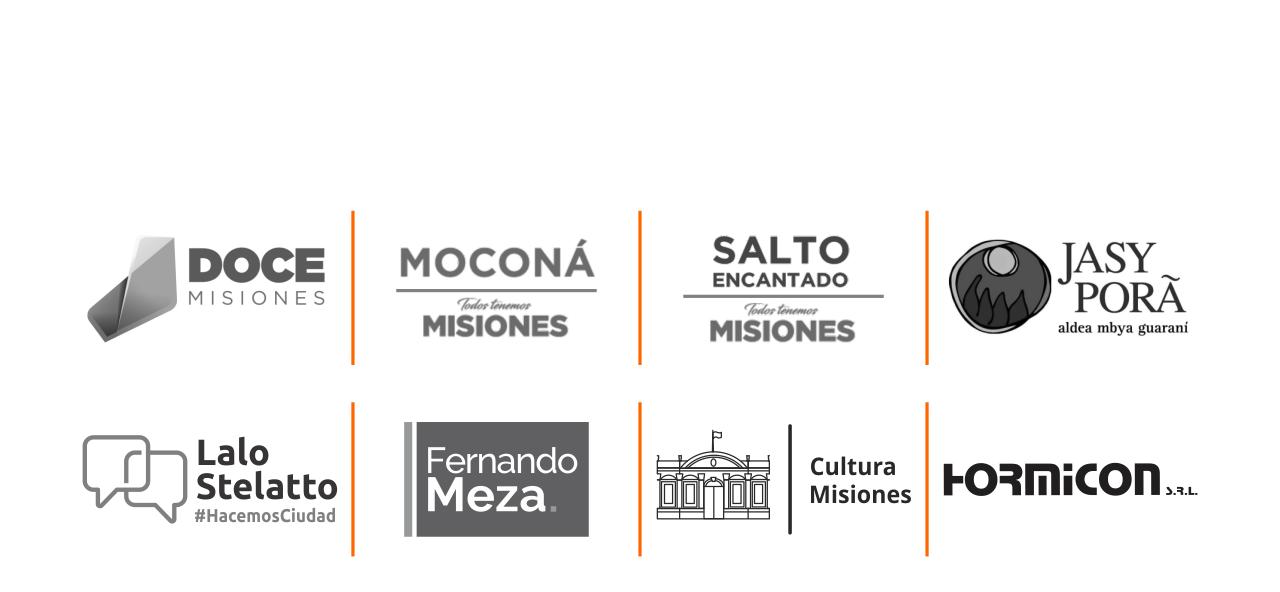 DOCE
MISIONES
MOCONÁ
Todos tenemos
MISIONES
SALTO
ENCANTADO
Todos tenemos
MISIONES
JASY
PORÃ
aldea mbya guaraní
Lalo
Stelatto
#HacemosCiudad
Fernando
Meza.
Cultura
Misiones
HORMICON S.R.L.